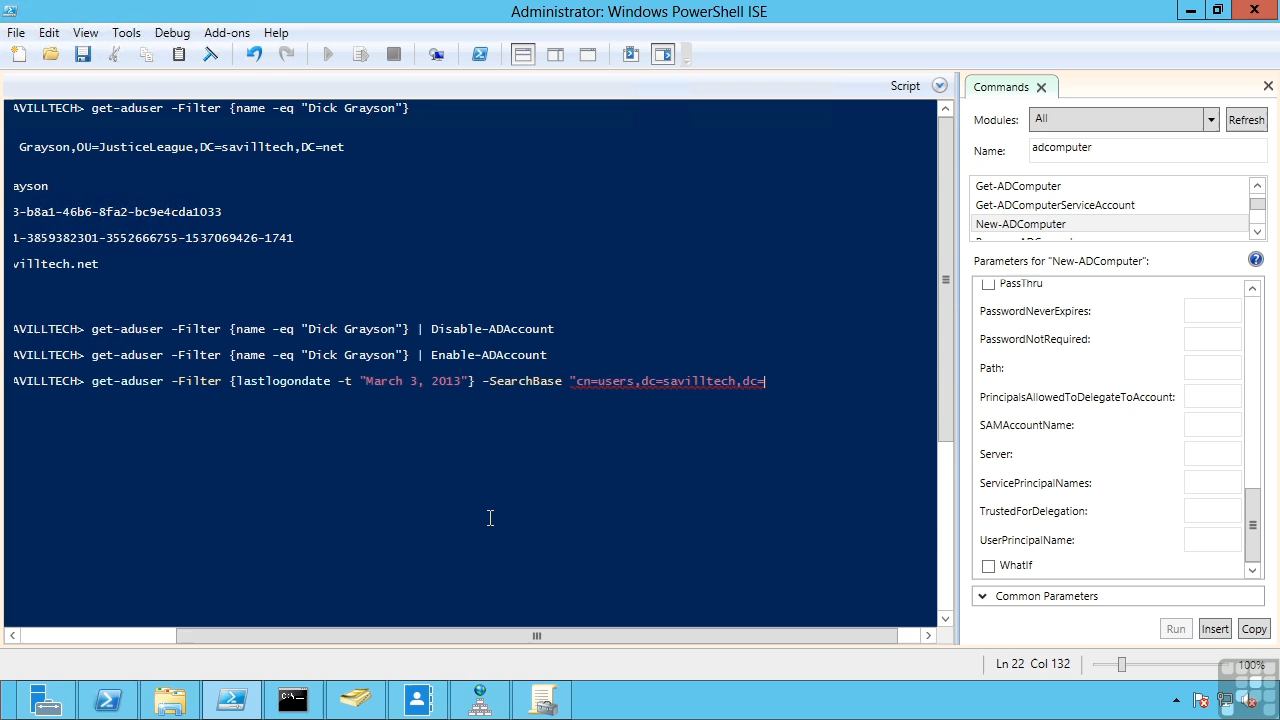 Administrator: Windows PowerShell ISE
File Edit View Tools Debug Add-ons Help
Script
AVILLTECH> get-aduser -Filter {name -eq "Dick Grayson"}
Grayson,OU=JusticeLeague,DC=savilltech,DC=net
ayson
3-b8a1-46b6-8fa2-bc9e4cda1033
1-3859382301-3552666755-1537069426-1741
villtech.net
AVILLTECH> get-aduser -Filter {name -eq "Dick Grayson"} | Disable-ADAccount
AVILLTECH> get-aduser -Filter {name -eq "Dick Grayson"} | Enable-ADAccount
AVILLTECH> get-aduser -Filter {lastlogondate -t "March 3, 2013"} -SearchBase "cn=users,dc=savilltech,dc=
Commands
Modules: All Refresh
Name: adcomputer
Get-ADComputer
Get-ADComputerServiceAccount
New-ADComputer
Parameters for "New-ADComputer":
PassThru
PasswordNeverExpires:
PasswordNotRequired:
Path:
PrincipalsAllowedToDelegateToAccount:
SAMAccountName:
Server:
ServicePrincipalNames:
TrustedForDelegation:
UserPrincipalName:
WhatIf
Common Parameters
Run Insert Copy
Ln 22 Col 132 100%